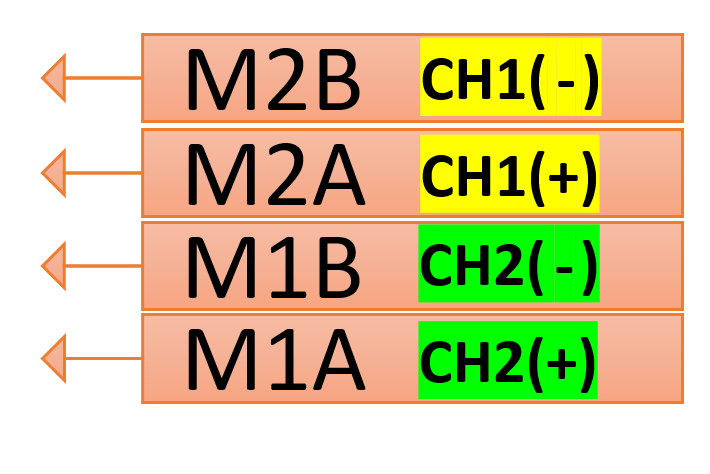 M2B CH1( - )
M2A CH1(+)
M1B CH2( - )
M1A CH2(+)